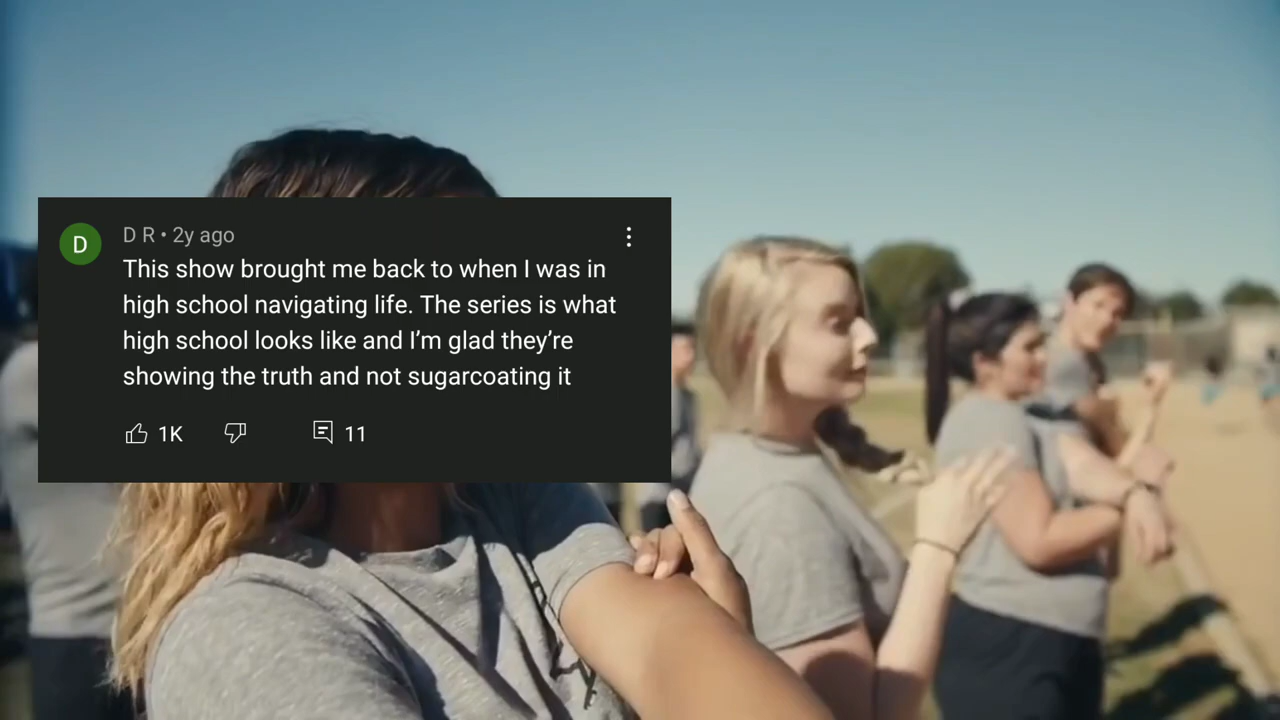 D
D R • 2y ago
This show brought me back to when I was in
high school navigating life. The series is what
high school looks like and I’m glad they’re
showing the truth and not sugarcoating it
1K
11